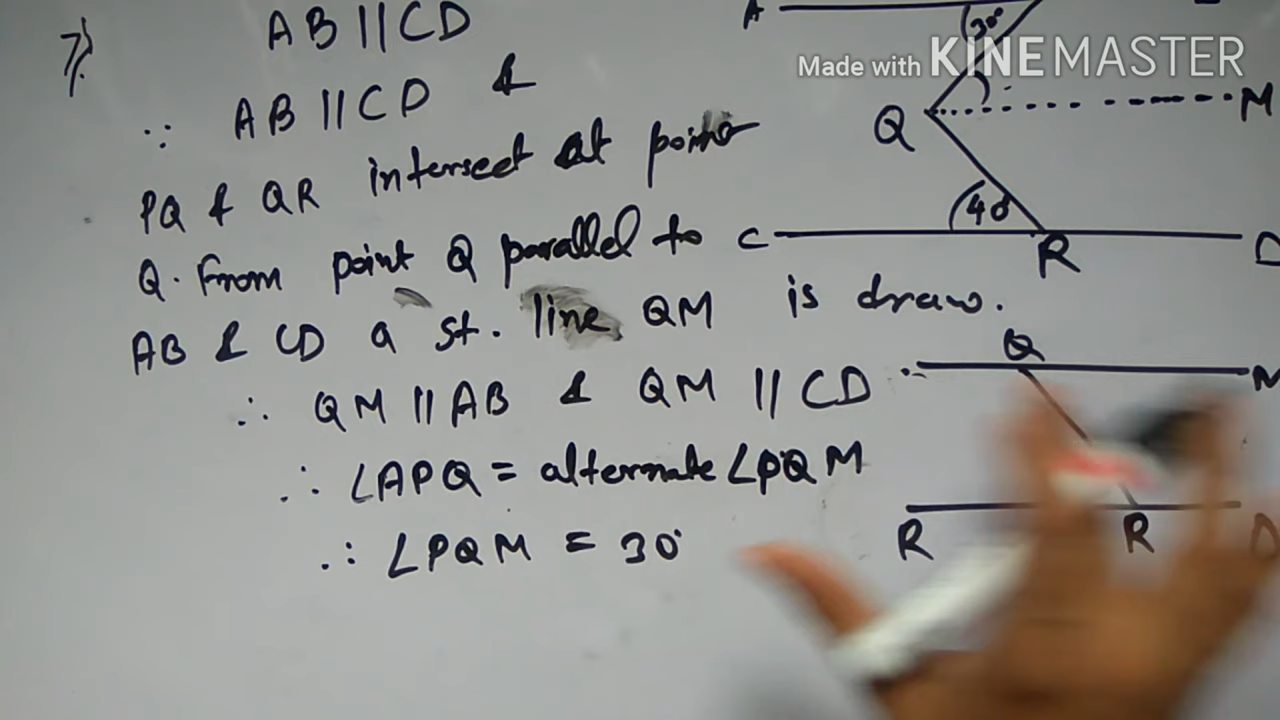 7)
AB || CD
∵ AB || CD &
PQ & QR intersect at point
Q. From point Q parallel to
AB & CD a st. line QM is draw.
∴ QM || AB & QM || CD
∴ ∠APQ = alternate ∠PQM
∴ ∠PQM = 30°
A
30°
Made with KINEMASTER
Q
M
40
C
R
D
Q
M
R
R
D